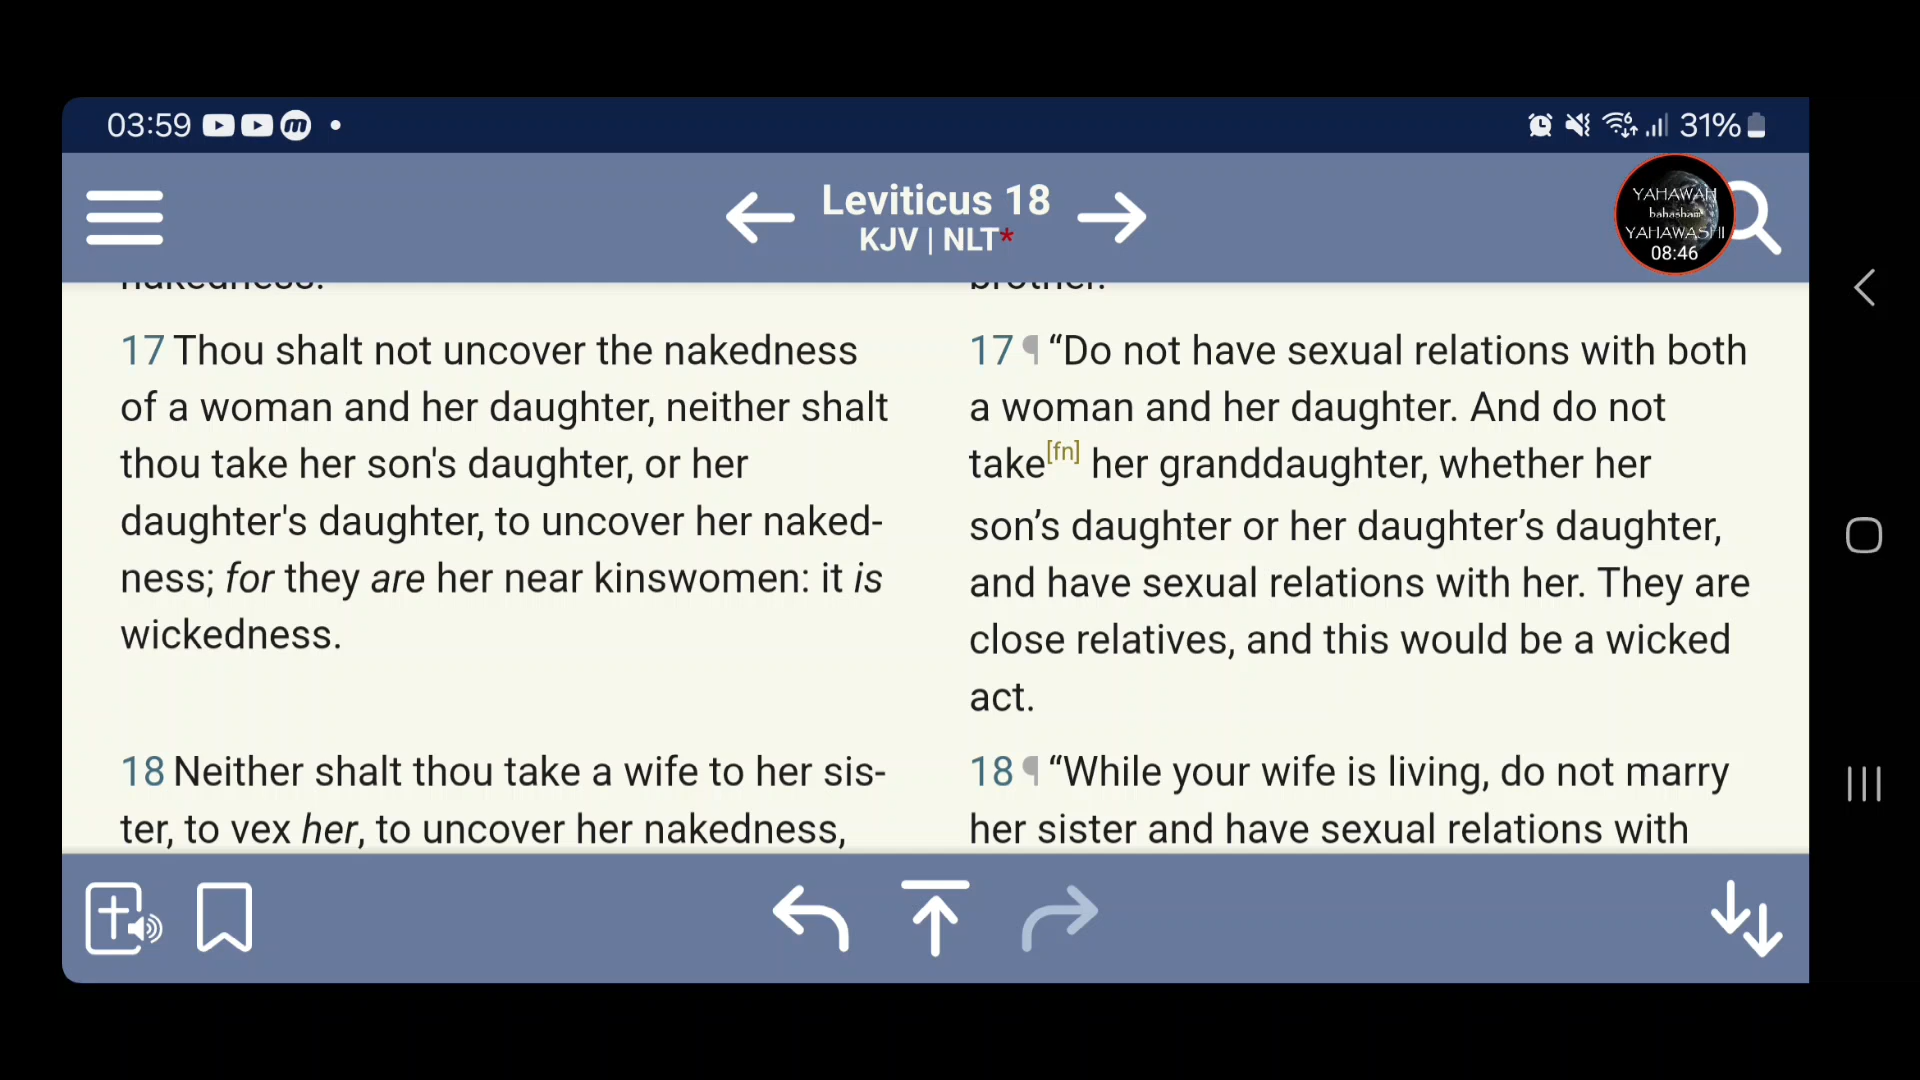 03:59
31%
Leviticus 18
KJV | NLT*
YAHAWAH
bahasham
YAHAWASHI
08:46
nakedness.
17 Thou shalt not uncover the nakedness
of a woman and her daughter, neither shalt
thou take her son's daughter, or her
daughter's daughter, to uncover her naked-
ness; for they are her near kinswomen: it is
wickedness.
18 Neither shalt thou take a wife to her sis-
ter, to vex her, to uncover her nakedness,
brother.
17 ¶ “Do not have sexual relations with both
a woman and her daughter. And do not
take[fn] her granddaughter, whether her
son’s daughter or her daughter’s daughter,
and have sexual relations with her. They are
close relatives, and this would be a wicked
act.
18 ¶ “While your wife is living, do not marry
her sister and have sexual relations with